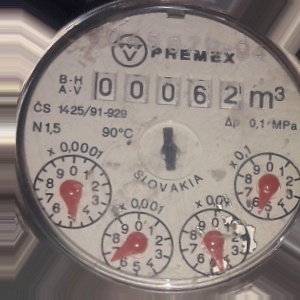 PREMEX
B-H
A-V
00062 m³
ČS 1425/91-929
N 1,5 90°C Δp 0,1 MPa
x 0,0001 x 0,1
SLOVAKIA
x 0,001 x 0,01